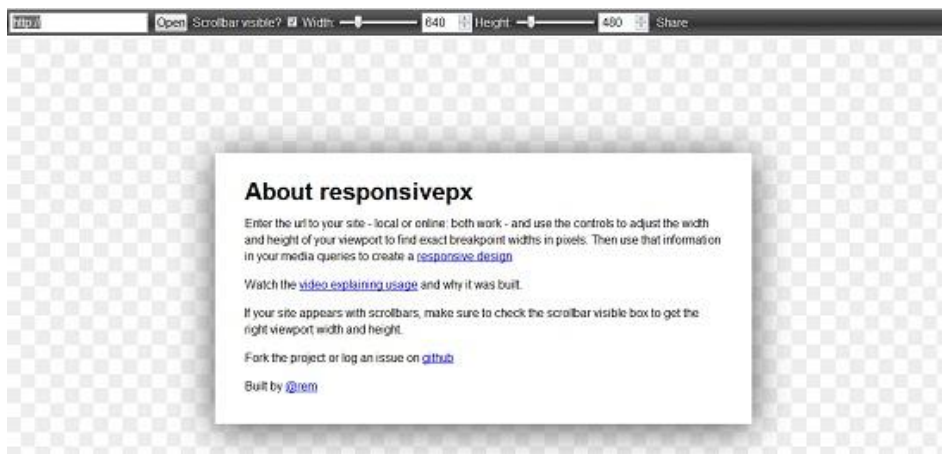 http:// Open Scrollbar visible? Width: 640 Height: 480 Share
About responsivepx
Enter the url to your site - local or online: both work - and use the controls to adjust the width
and height of your viewport to find exact breakpoint widths in pixels. Then use that information
in your media queries to create a responsive design
Watch the video explaining usage and why it was built.
If your site appears with scrollbars, make sure to check the scrollbar visible box to get the
right viewport width and height.
Fork the project or log an issue on github
Built by @rem